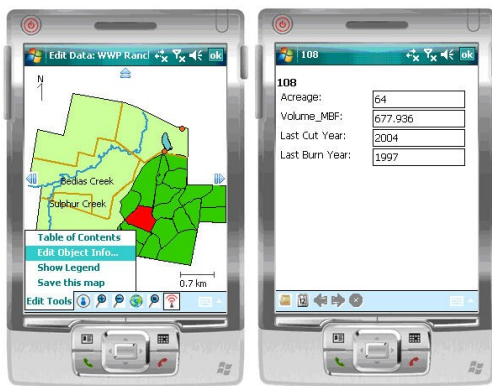 Edit Data: WWP Rancl
ok
N
Bedias Creek
Sulphur Creek
Table of Contents
Edit Object Info...
Show Legend
Save this map
0.7 km
Edit Tools
108
ok
108
Acreage: 64
Volume_MBF: 677.936
Last Cut Year: 2004
Last Burn Year: 1997